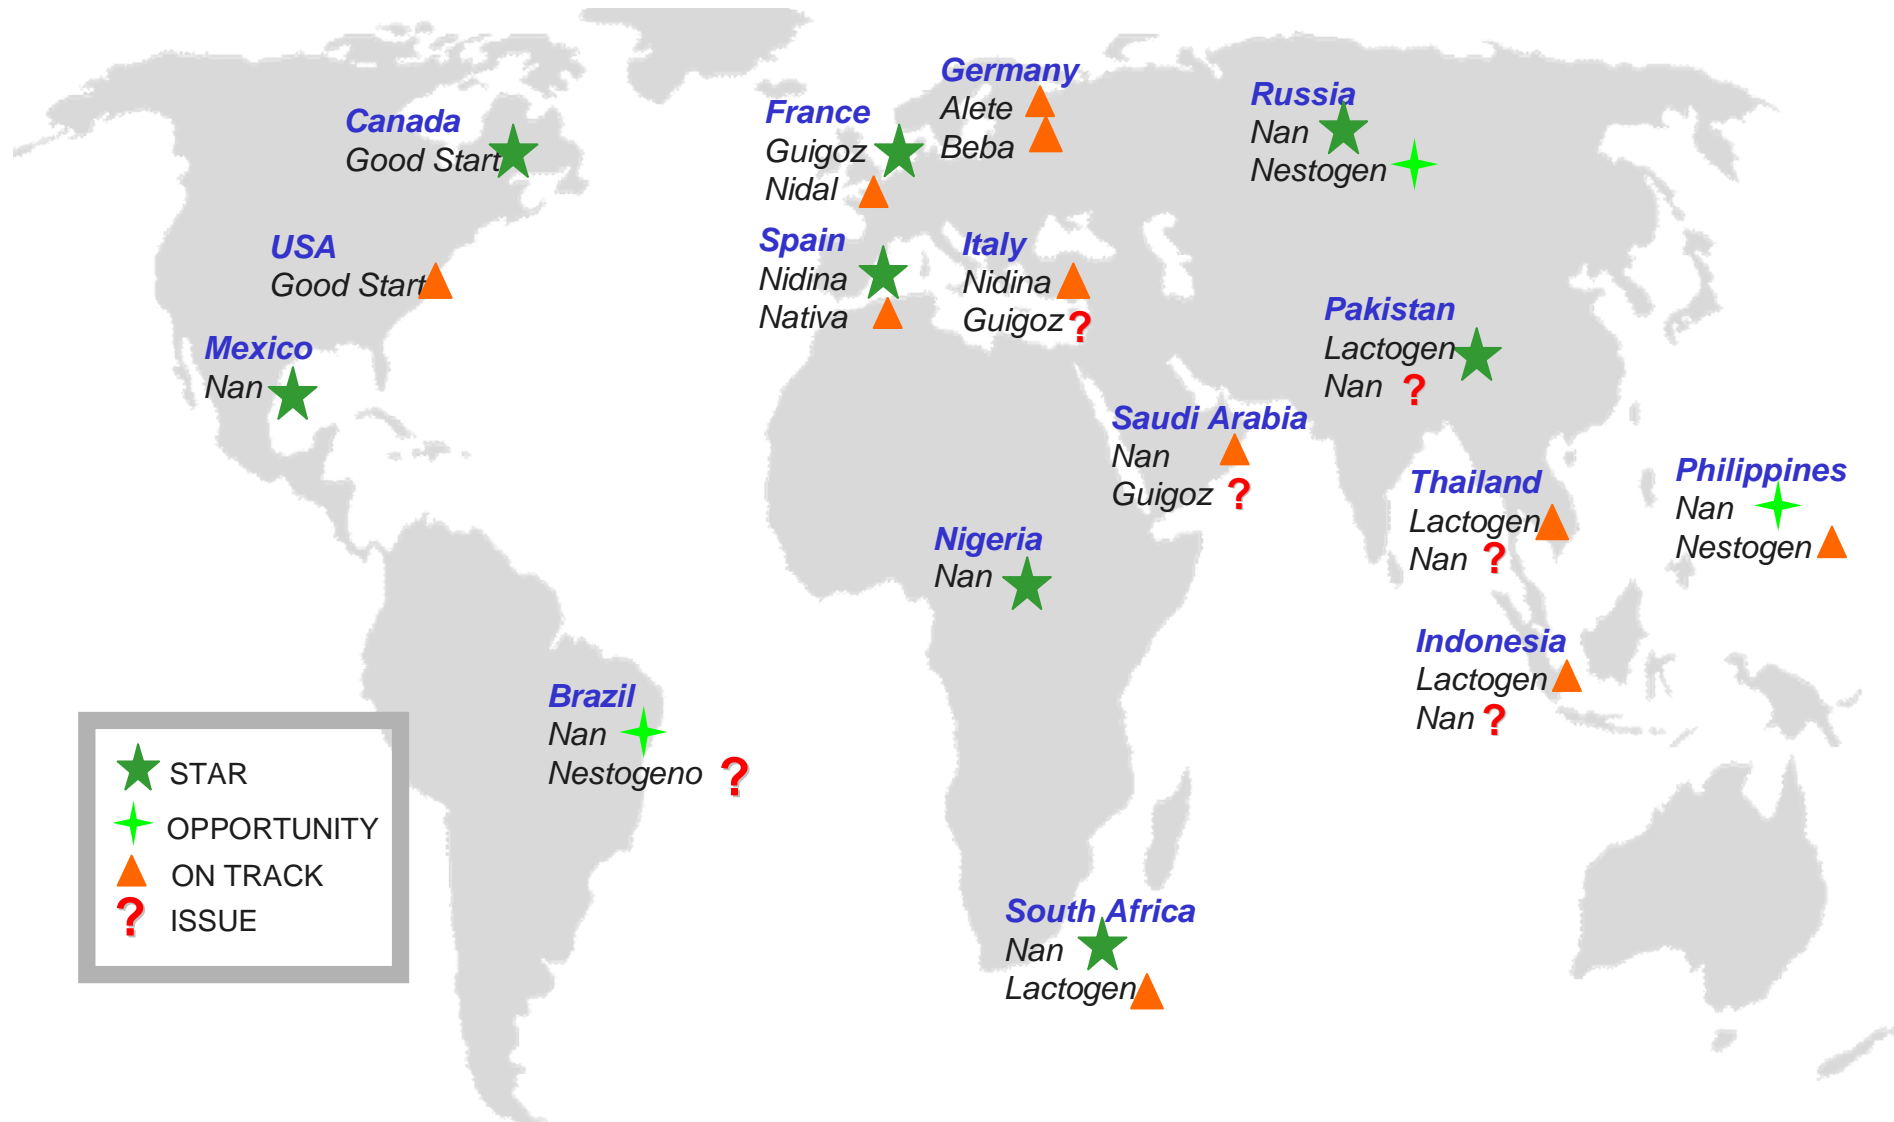 Canada
Good Start
USA
Good Start
Mexico
Nan
France
Guigoz
Nidal
Germany
Alete
Beba
Spain
Nidina
Nativa
Italy
Nidina
Guigoz ?
Russia
Nan
Nestogen
Pakistan
Lactogen
Nan ?
Saudi Arabia
Nan
Guigoz ?
Thailand
Lactogen
Nan ?
Philippines
Nan
Nestogen
Nigeria
Nan
Indonesia
Lactogen
Nan ?
Brazil
Nan
Nestogeno ?
South Africa
Nan
Lactogen
STAR
OPPORTUNITY
ON TRACK
? ISSUE